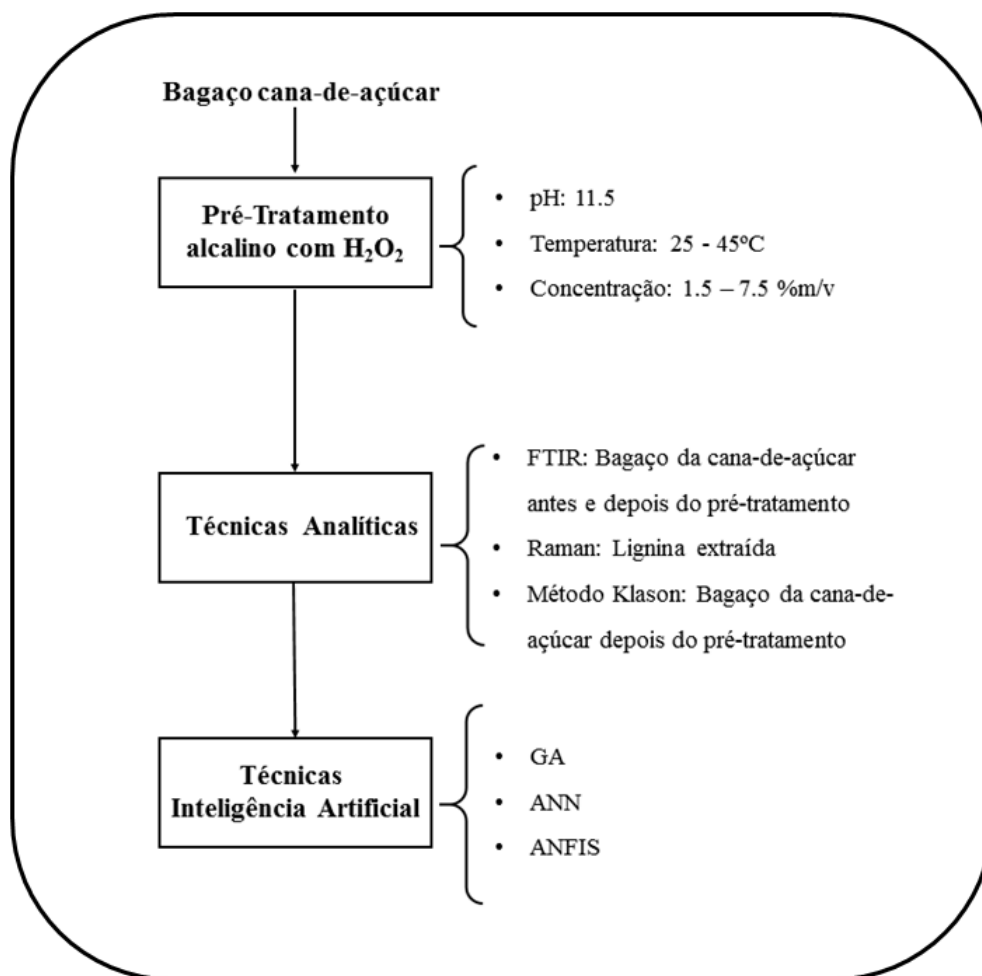 Bagaço cana-de-açúcar
Pré-Tratamento
alcalino com H₂O₂
• pH: 11.5
• Temperatura: 25 - 45ºC
• Concentração: 1.5 – 7.5 %m/v
Técnicas Analíticas
• FTIR: Bagaço da cana-de-açúcar
antes e depois do pré-tratamento
• Raman: Lignina extraída
• Método Klason: Bagaço da cana-de-
açúcar depois do pré-tratamento
Técnicas
Inteligência Artificial
• GA
• ANN
• ANFIS